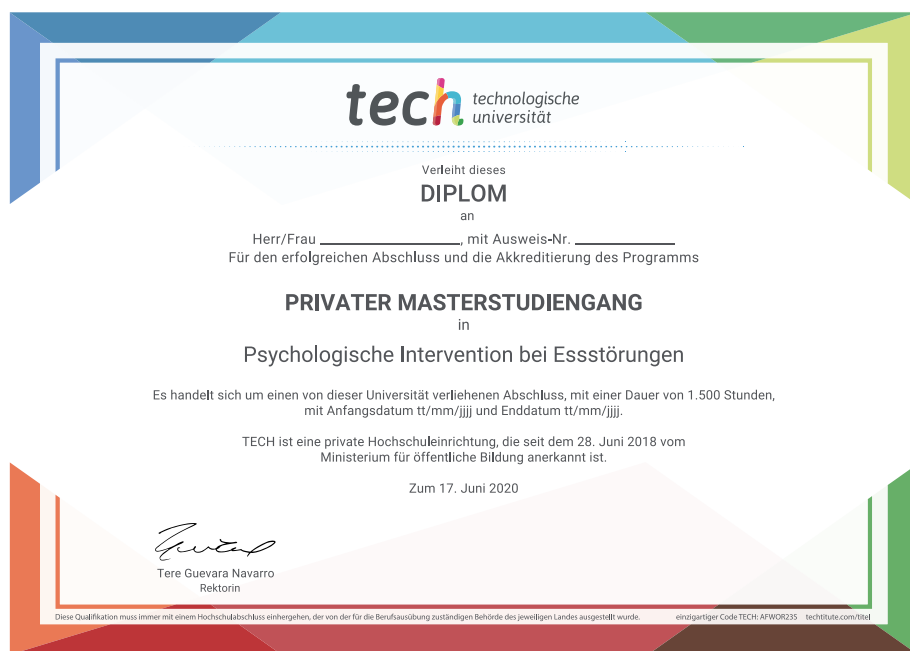 tech technologische
universität
Verleiht dieses
DIPLOM
an
Herr/Frau ____________________, mit Ausweis-Nr. ______________
Für den erfolgreichen Abschluss und die Akkreditierung des Programms
PRIVATER MASTERSTUDIENGANG
in
Psychologische Intervention bei Essstörungen
Es handelt sich um einen von dieser Universität verliehenen Abschluss, mit einer Dauer von 1.500 Stunden,
mit Anfangsdatum tt/mm/jjjj und Enddatum tt/mm/jjjj.
TECH ist eine private Hochschuleinrichtung, die seit dem 28. Juni 2018 vom
Ministerium für öffentliche Bildung anerkannt ist.
Zum 17. Juni 2020
Tere Guevara Navarro
Rektorin
Diese Qualifikation muss immer mit einem Hochschulabschluss einhergehen, der von der für die Berufsausübung zuständigen Behörde des jeweiligen Landes ausgestellt wurde. einzigartiger Code TECH: AFWOR23S techtitute.com/titel